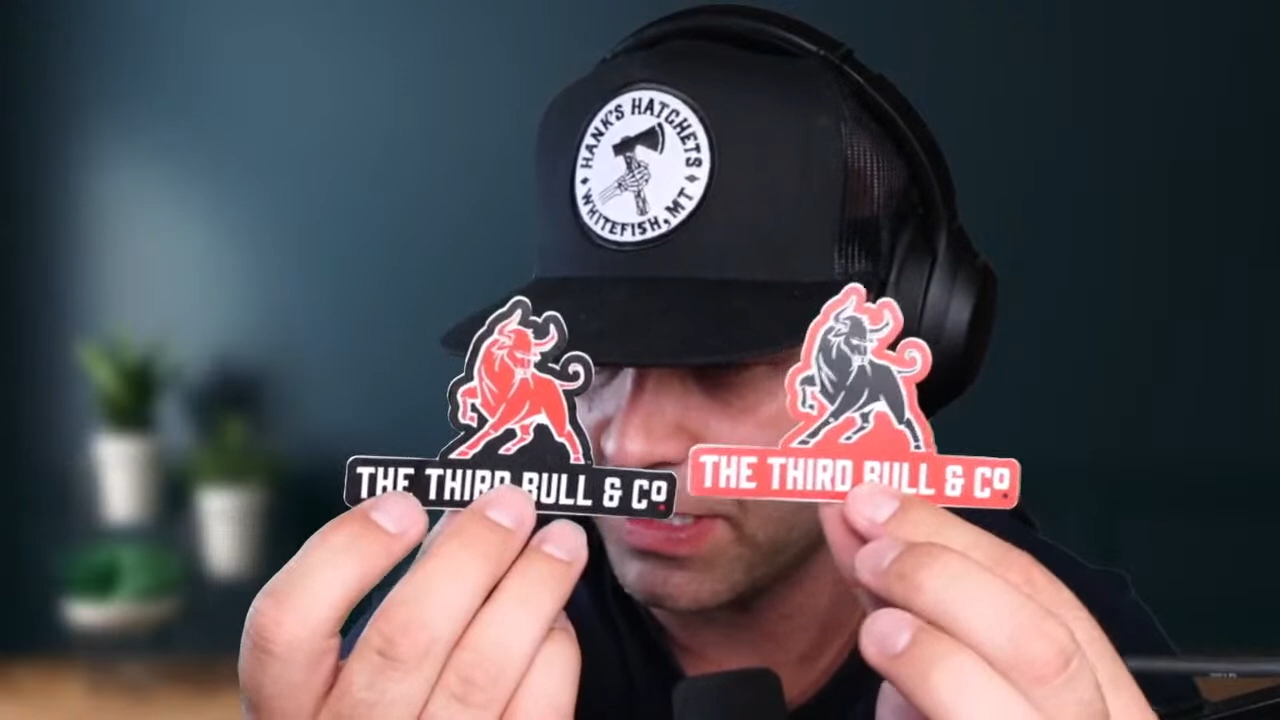 HANK'S HATCHETS
WHITEFISH, MT
THE THIRD BULL & Co
THE THIRD BULL & Co